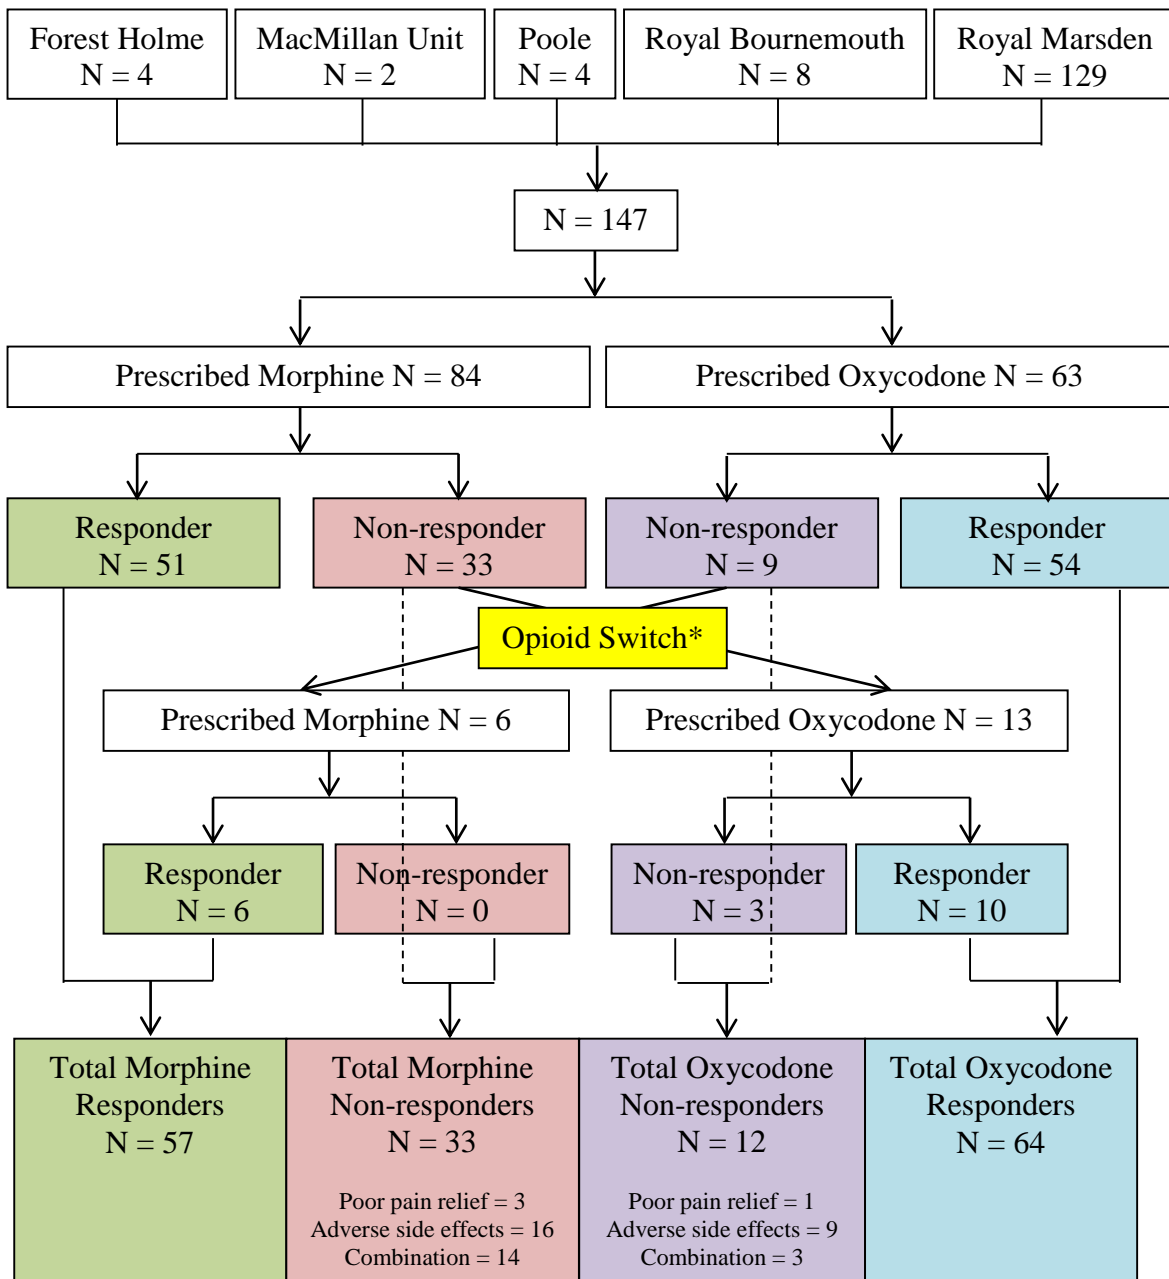 Forest Holme
N = 4
MacMillan Unit
N = 2
Poole
N = 4
Royal Bournemouth
N = 8
Royal Marsden
N = 129
N = 147
Prescribed Morphine N = 84
Prescribed Oxycodone N = 63
Responder
N = 51
Non-responder
N = 33
Non-responder
N = 9
Responder
N = 54
Opioid Switch*
Prescribed Morphine N = 6
Prescribed Oxycodone N = 13
Responder
N = 6
Non-responder
N = 0
Non-responder
N = 3
Responder
N = 10
Total Morphine
Responders
N = 57
Total Morphine
Non-responders
N = 33
Poor pain relief = 3
Adverse side effects = 16
Combination = 14
Total Oxycodone
Non-responders
N = 12
Poor pain relief = 1
Adverse side effects = 9
Combination = 3
Total Oxycodone
Responders
N = 64